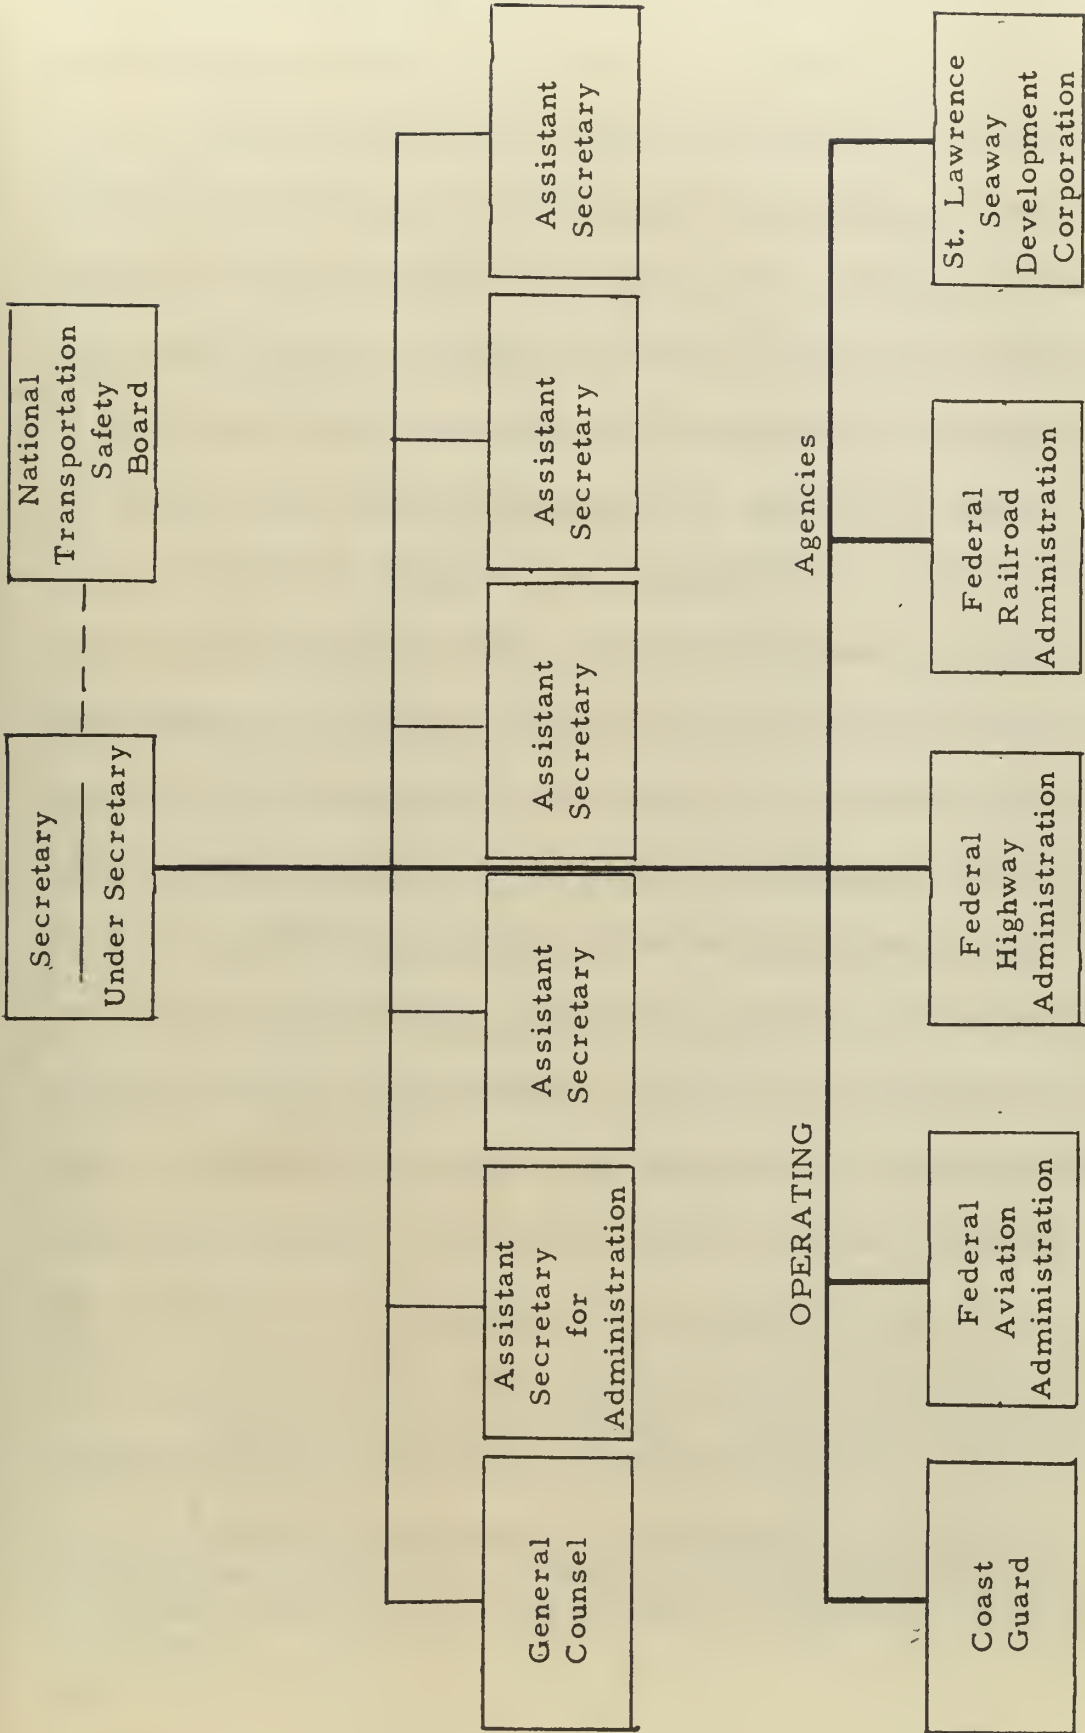 Secretary
Under Secretary
National
Transportation
Safety
Board
General
Counsel
Assistant
Secretary
for
Administration
Assistant
Secretary
Assistant
Secretary
Assistant
Secretary
Assistant
Secretary
OPERATING
Agencies
Coast
Guard
Federal
Aviation
Administration
Federal
Highway
Administration
Federal
Railroad
Administration
St. Lawrence
Seaway
Development
Corporation